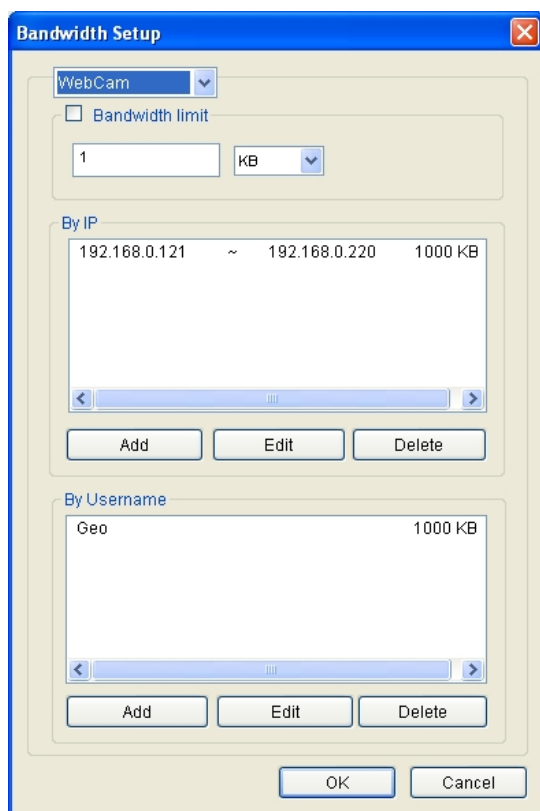 Bandwidth Setup
WebCam
Bandwidth limit
1 KB
By IP
192.168.0.121 ~ 192.168.0.220 1000 KB
Add Edit Delete
By Username
Geo 1000 KB
Add Edit Delete
OK Cancel